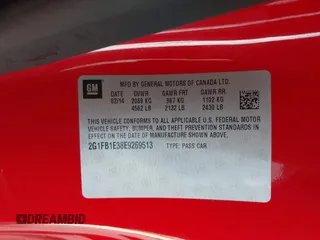 GM
MFD BY GENERAL MOTORS OF CANADA LTD.
DATE GVWR GAWR FRT GAWR RR
03/14 2069 KG 967 KG 1102 KG
4562 LB 2132 LB 2430 LB
THIS VEHICLE CONFORMS TO ALL APPLICABLE U.S. FEDERAL MOTOR
VEHICLE SAFETY, BUMPER, AND THEFT PREVENTION STANDARDS IN
EFFECT ON THE DATE OF MANUFACTURE SHOWN ABOVE.
2G1FB1E38E9269513
TYPE: PASS CAR
DREAMBID